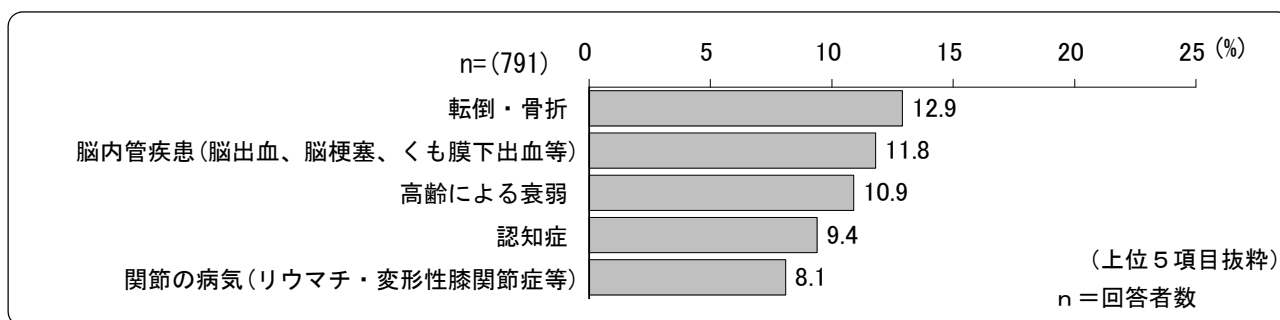 n=(791)
0 5 10 15 20 25 (%)
転倒・骨折 12.9
脳内管疾患(脳出血、脳梗塞、くも膜下出血等) 11.8
高齢による衰弱 10.9
認知症 9.4
関節の病気(リウマチ・変形性膝関節症等) 8.1
(上位５項目抜粋)
ｎ＝回答者数